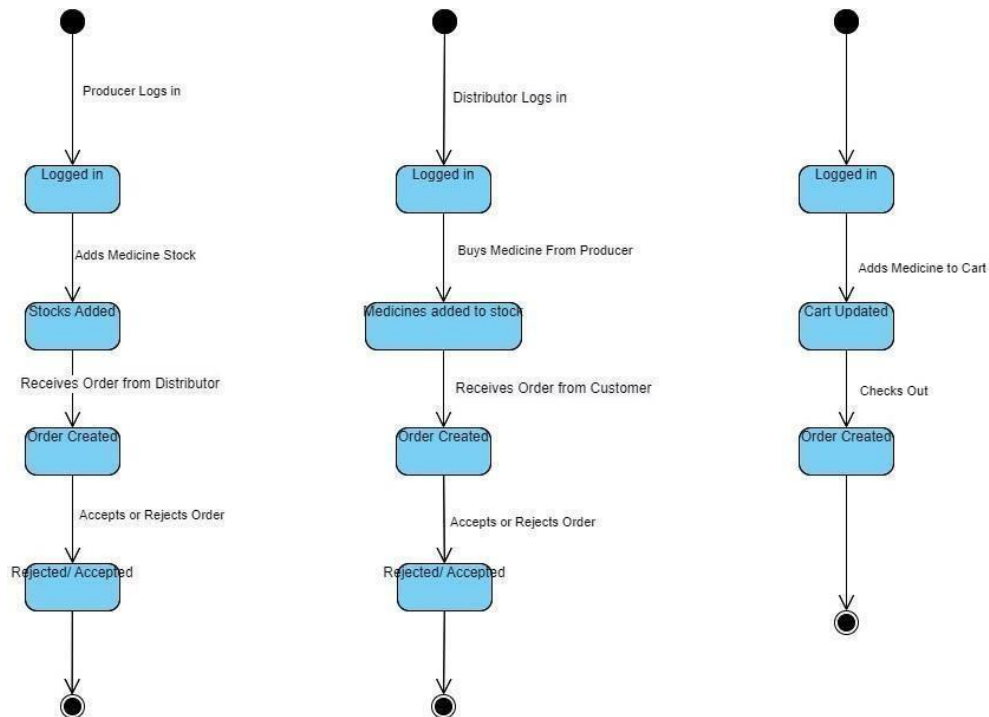 Producer Logs in
Logged in
Adds Medicine Stock
Stocks Added
Receives Order from Distributor
Order Created
Accepts or Rejects Order
Rejected/ Accepted
Distributor Logs in
Logged in
Buys Medicine From Producer
Medicines added to stock
Receives Order from Customer
Order Created
Accepts or Rejects Order
Rejected/ Accepted
Logged in
Adds Medicine to Cart
Cart Updated
Checks Out
Order Created